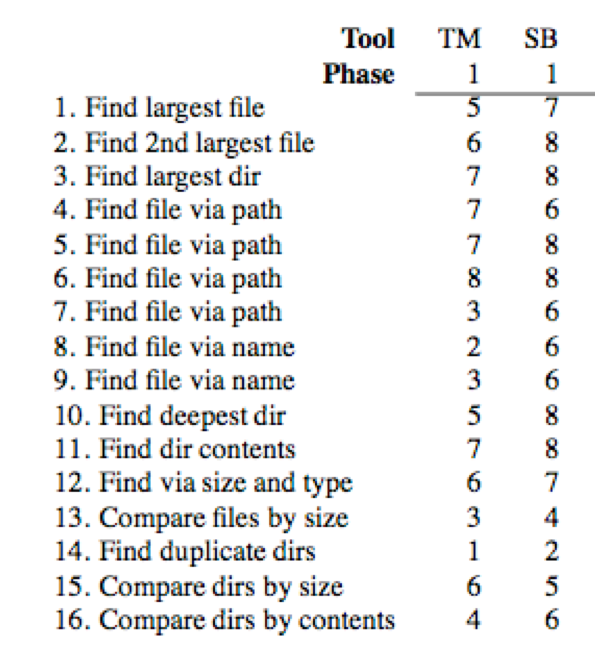 Tool TM SB
Phase 1 1
1. Find largest file 5 7
2. Find 2nd largest file 6 8
3. Find largest dir 7 8
4. Find file via path 7 6
5. Find file via path 7 8
6. Find file via path 8 8
7. Find file via path 3 6
8. Find file via name 2 6
9. Find file via name 3 6
10. Find deepest dir 5 8
11. Find dir contents 7 8
12. Find via size and type 6 7
13. Compare files by size 3 4
14. Find duplicate dirs 1 2
15. Compare dirs by size 6 5
16. Compare dirs by contents 4 6